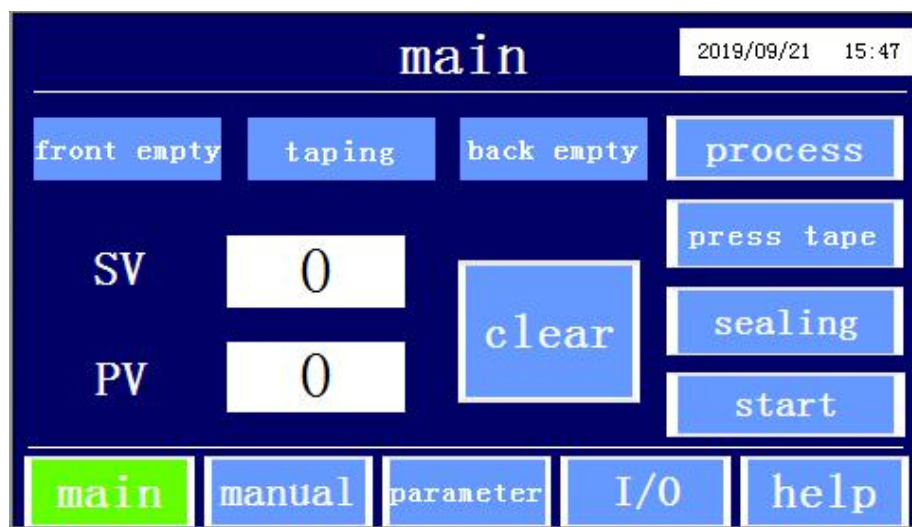 main 2019/09/21 15:47
front empty taping back empty process
press tape
SV 0
clear sealing
PV 0
start
main manual parameter I/O help